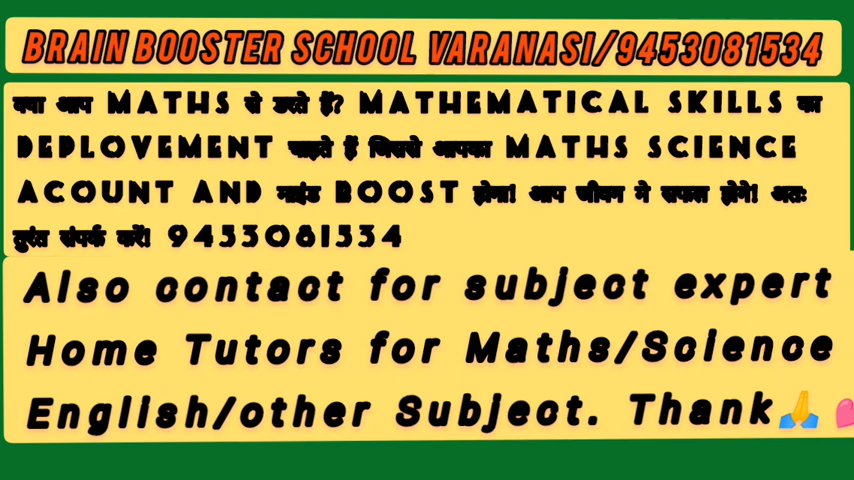 BRAIN BOOSTER SCHOOL VARANASI/9453081534
क्या आप MATHS से डरते हैं? MATHEMATICAL SKILLS का
DEPLOVEMENT चाहते हैं जिससे आपका MATHS SCIENCE
ACOUNT AND माइंड BOOST होगा! आप जीवन मे सफल होंगे! अतः
तुरंत संपर्क करें! 9453081534
Also contact for subject expert
Home Tutors for Maths/Science
English/other Subject. Thank🙏